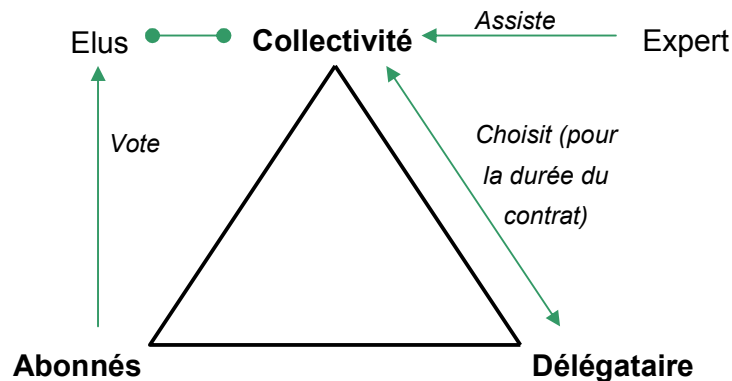 Assiste
Elus Collectivité Expert
Vote
Choisit (pour
la durée du
contrat)
Abonnés Délégataire